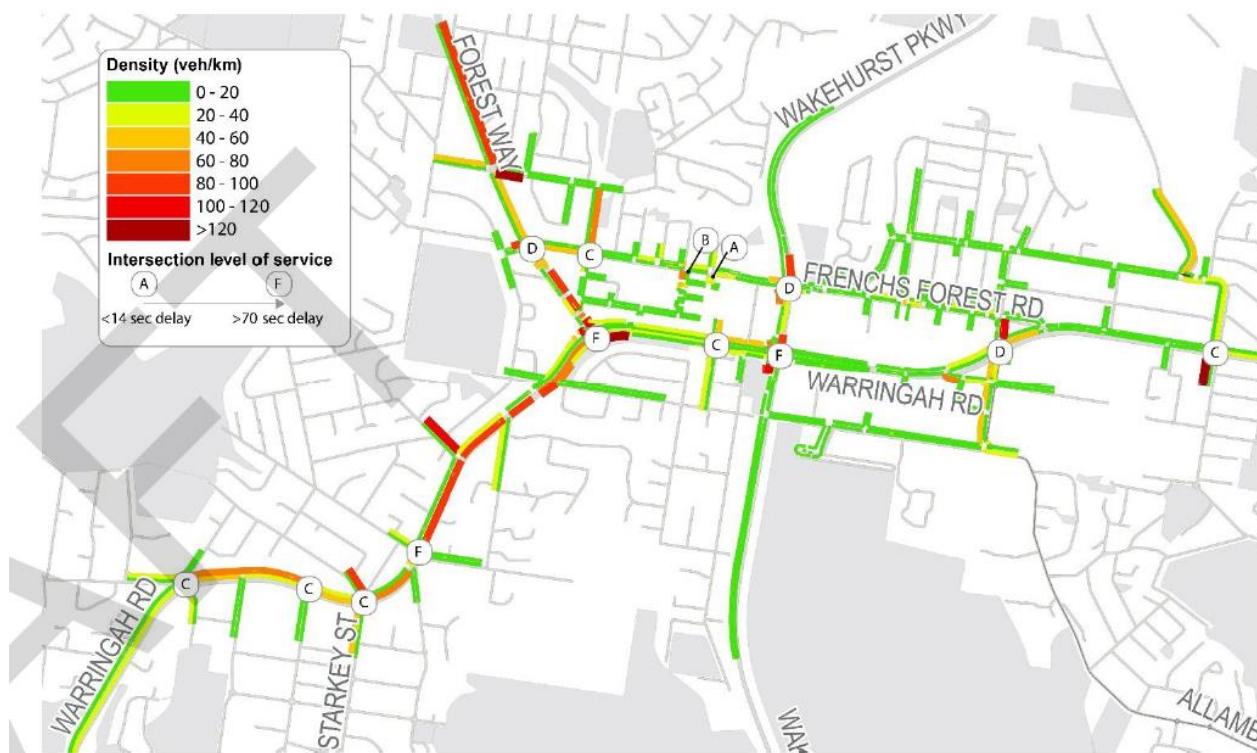 Density (veh/km)
0 - 20
20 - 40
40 - 60
60 - 80
80 - 100
100 - 120
>120
Intersection level of service
A
F
<14 sec delay
>70 sec delay
FOREST WAY
WAKEHURST PKWY
B
A
D
C
D
FRENCHS FOREST RD
F
C
F
D
C
WARRINGAH RD
F
C
C
C
WARRINGAH RD
STARKEY ST
WAK
ALLAMB